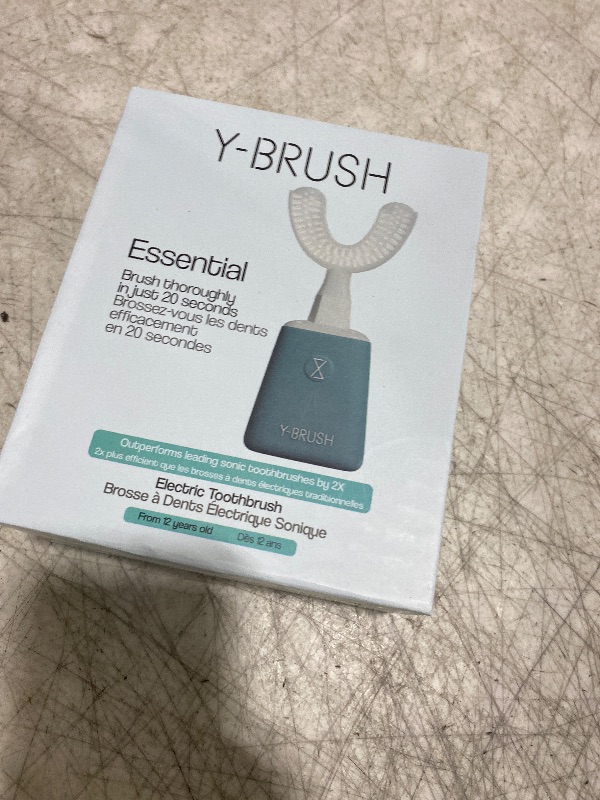 Y-BRUSH
Essential
Brush thoroughly
in just 20 seconds
Brossez-vous les dents
efficacement
en 20 secondes
Y-BRUSH
Outperforms leading sonic toothbrushes by 2X
2x plus efficient que les brosses à dents électriques traditionnelles
Electric Toothbrush
Brosse à Dents Électrique Sonique
From 12 years old Dès 12 ans